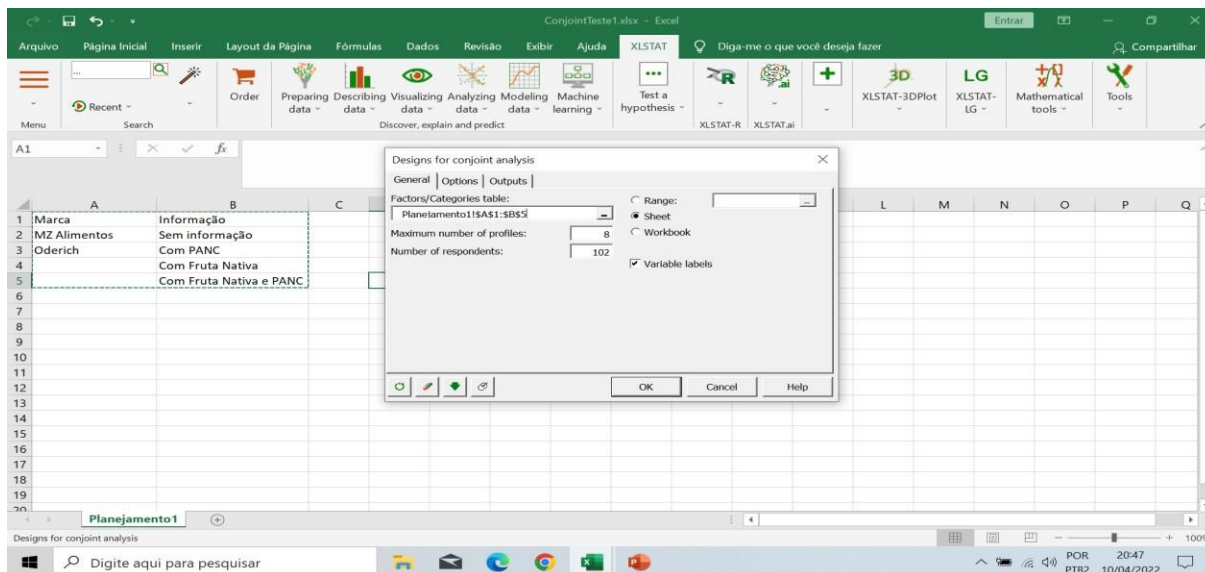 ConjointTeste1.xlsx - Excel
Entrar
Arquivo Página Inicial Inserir Layout da Página Fórmulas Dados Revisão Exibir Ajuda XLSTAT Diga-me o que você deseja fazer Compartilhar
...
Recent
Order
Preparing data
Describing data
Visualizing data
Analyzing data
Modeling data
Machine learning
Test a hypothesis
XLSTAT-3DPlot
LG
XLSTAT-LG
Mathematical tools
Tools
Menu Search Discover, explain and predict XLSTAT-R XLSTAT.ai
A1 fx
Designs for conjoint analysis
General Options Outputs
Factors/Categories table:
Planejamento1!$A$1:$B$5
Maximum number of profiles: 8
Number of respondents: 102
Range:
Sheet
Workbook
Variable labels
OK Cancel Help
A B C L M N O P Q
1 Marca Informação
2 MZ Alimentos Sem informação
3 Oderich Com PANC
4 Com Fruta Nativa
5 Com Fruta Nativa e PANC
6
7
8
9
10
11
12
13
14
15
16
17
18
19
20
Planejamento1
Designs for conjoint analysis
100%
Digite aqui para pesquisar
POR
PTB2
20:47
10/04/2022